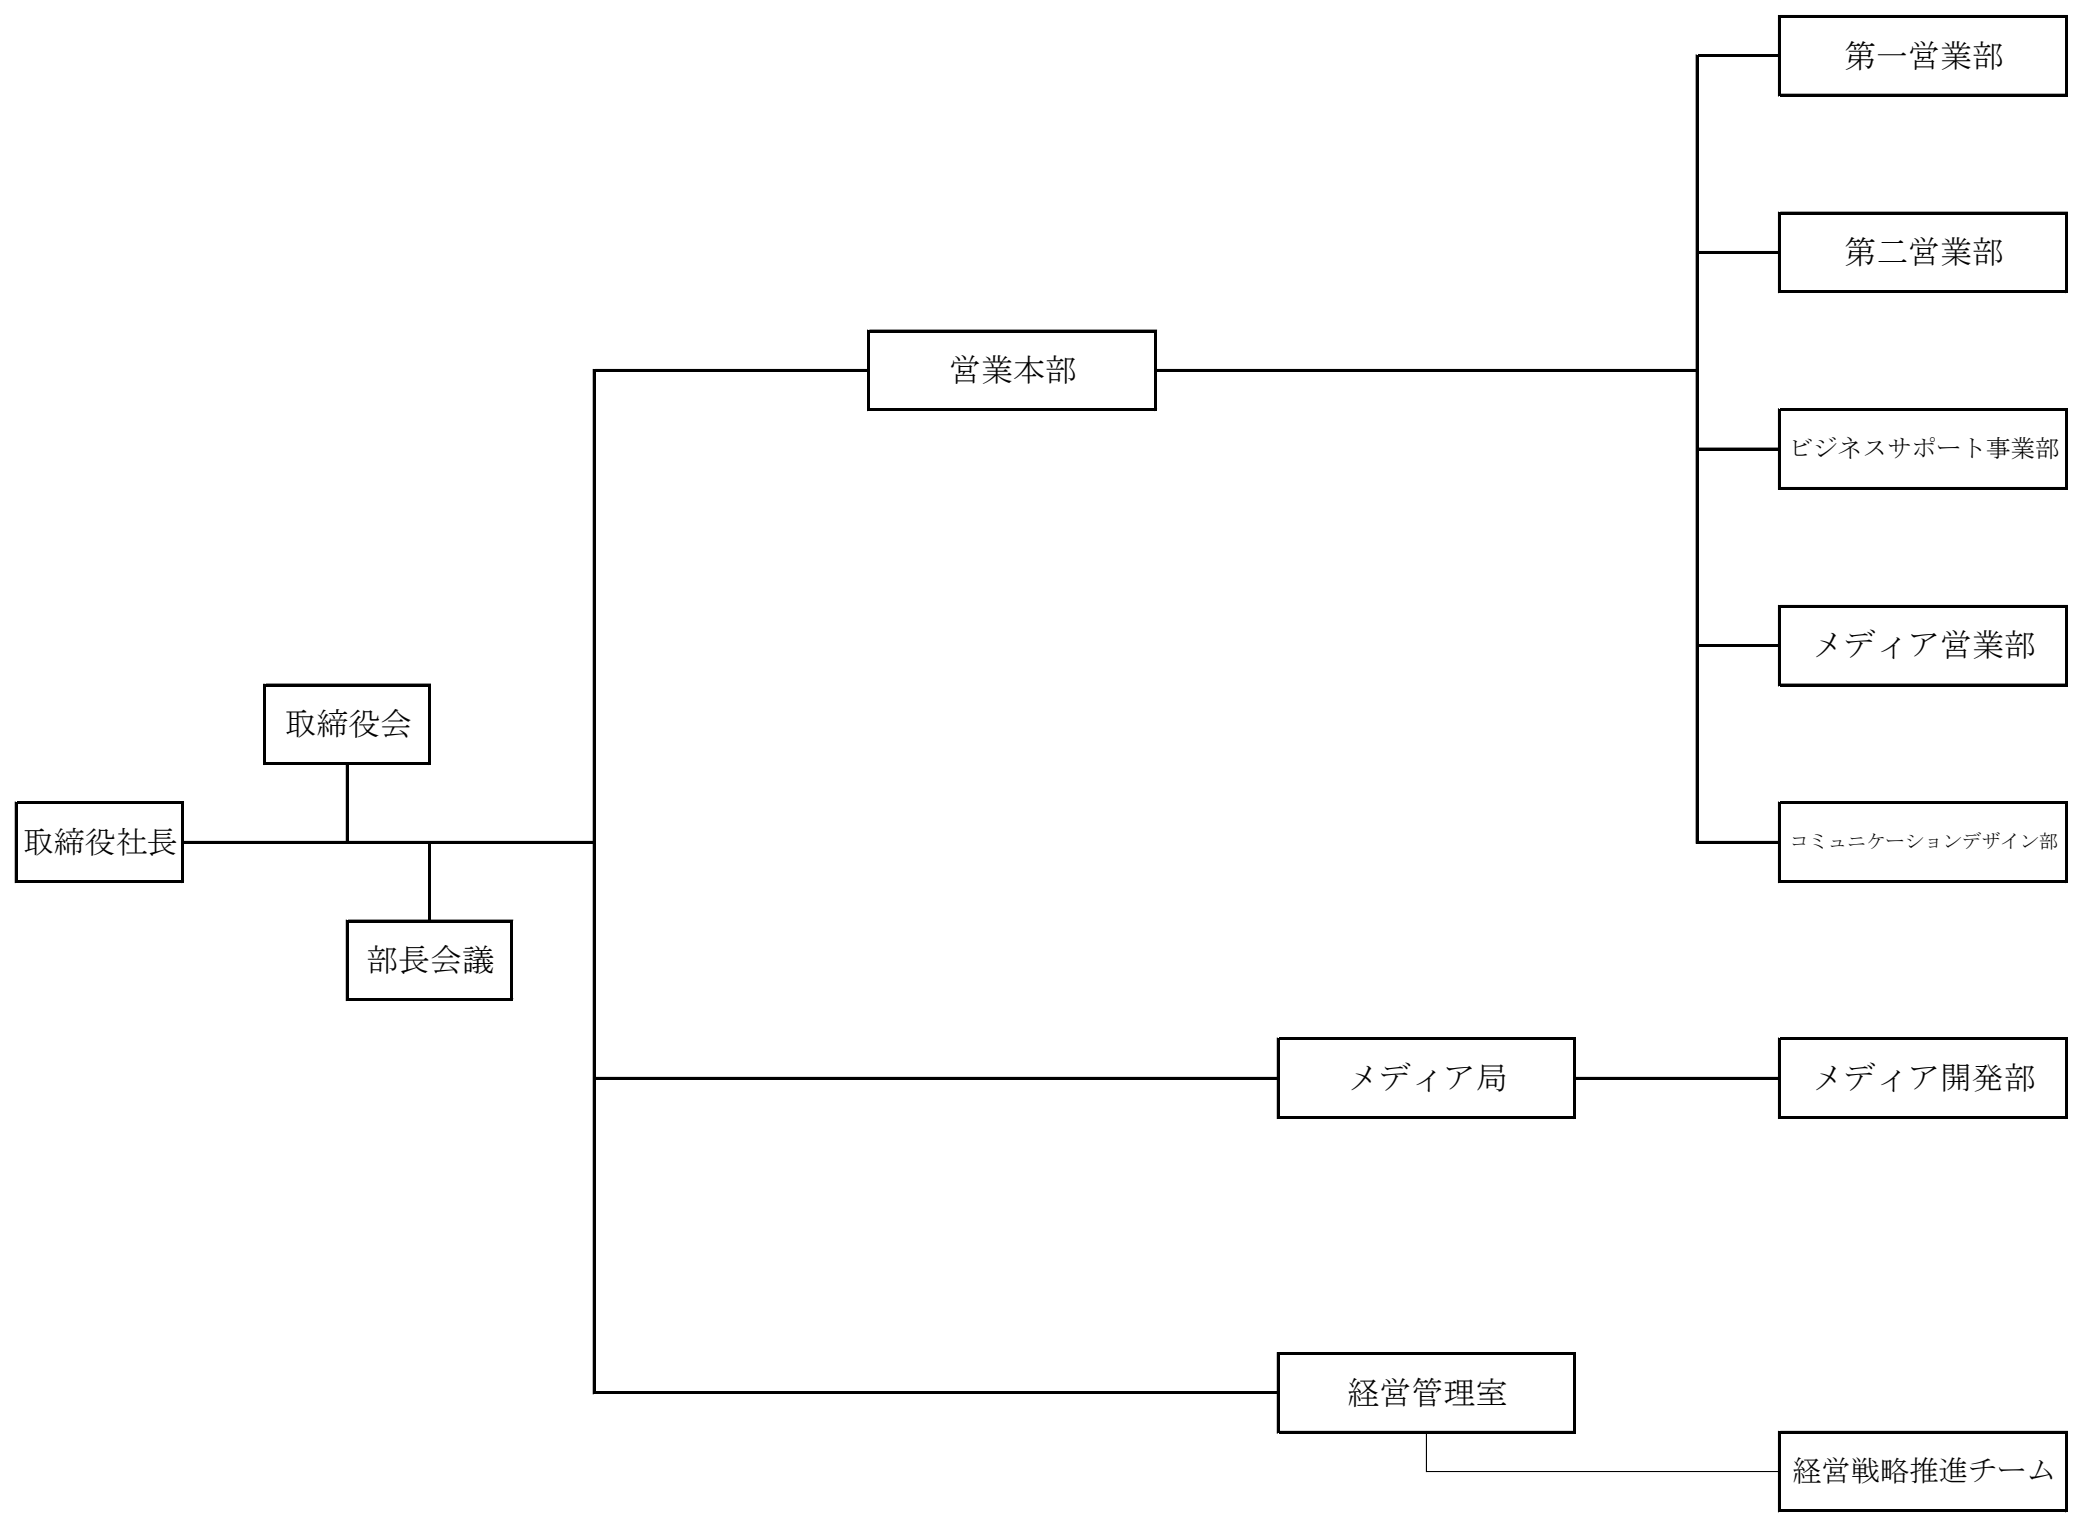 第一営業部
第二営業部
営業本部
ビジネスサポート事業部
メディア営業部
取締役会
取締役社長
コミュニケーションデザイン部
部長会議
メディア局
メディア開発部
経営管理室
経営戦略推進チーム